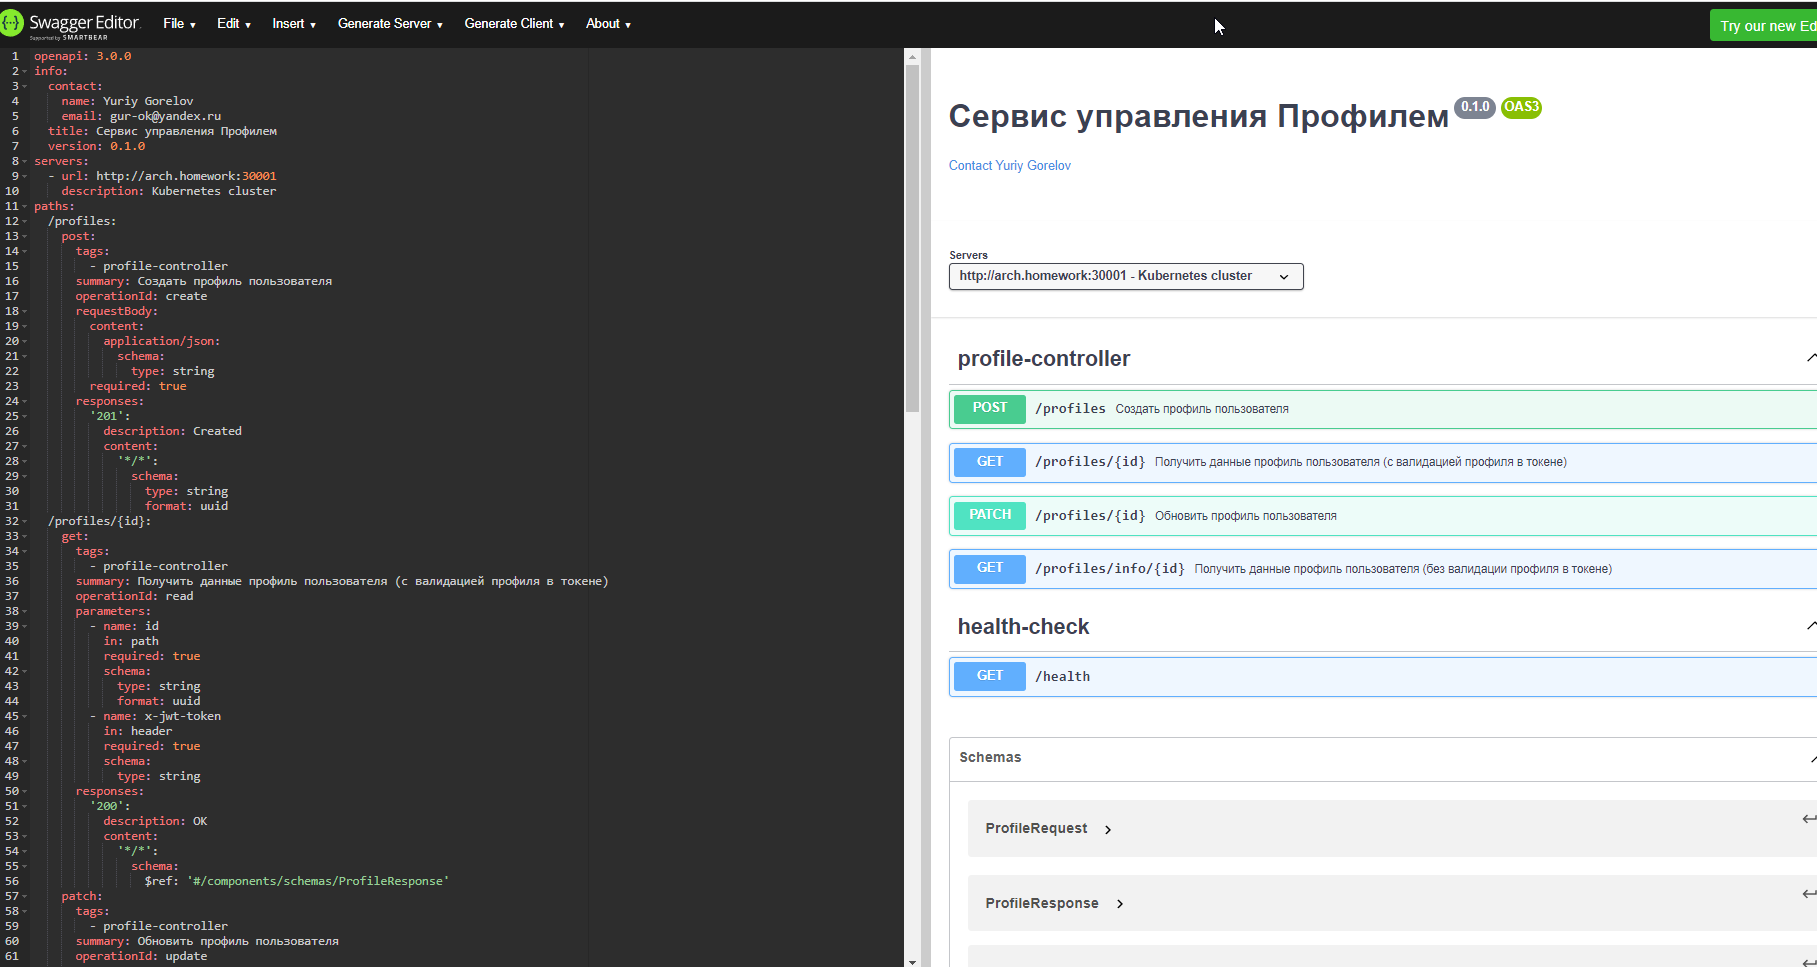 Swagger Editor.
Supported by SMARTBEAR
File Edit Insert Generate Server Generate Client About
Try our new Ed
1 openapi: 3.0.0
2 info:
3 contact:
4 name: Yuriy Gorelov
5 email: gur-ok@yandex.ru
6 title: Сервис управления Профилем
7 version: 0.1.0
8 servers:
9 - url: http://arch.homework:30001
10 description: Kubernetes cluster
11 paths:
12 /profiles:
13 post:
14 tags:
15 - profile-controller
16 summary: Создать профиль пользователя
17 operationId: create
18 requestBody:
19 content:
20 application/json:
21 schema:
22 type: string
23 required: true
24 responses:
25 '201':
26 description: Created
27 content:
28 '*/*':
29 schema:
30 type: string
31 format: uuid
32 /profiles/{id}:
33 get:
34 tags:
35 - profile-controller
36 summary: Получить данные профиль пользователя (с валидацией профиля в токене)
37 operationId: read
38 parameters:
39 - name: id
40 in: path
41 required: true
42 schema:
43 type: string
44 format: uuid
45 - name: x-jwt-token
46 in: header
47 required: true
48 schema:
49 type: string
50 responses:
51 '200':
52 description: OK
53 content:
54 '*/*':
55 schema:
56 $ref: '#/components/schemas/ProfileResponse'
57 patch:
58 tags:
59 - profile-controller
60 summary: Обновить профиль пользователя
61 operationId: update
Сервис управления Профилем 0.1.0 OAS3
Contact Yuriy Gorelov
Servers
http://arch.homework:30001 - Kubernetes cluster
profile-controller
POST /profiles Создать профиль пользователя
GET /profiles/{id} Получить данные профиль пользователя (с валидацией профиля в токене)
PATCH /profiles/{id} Обновить профиль пользователя
GET /profiles/info/{id} Получить данные профиль пользователя (без валидации профиля в токене)
health-check
GET /health
Schemas
ProfileRequest
ProfileResponse